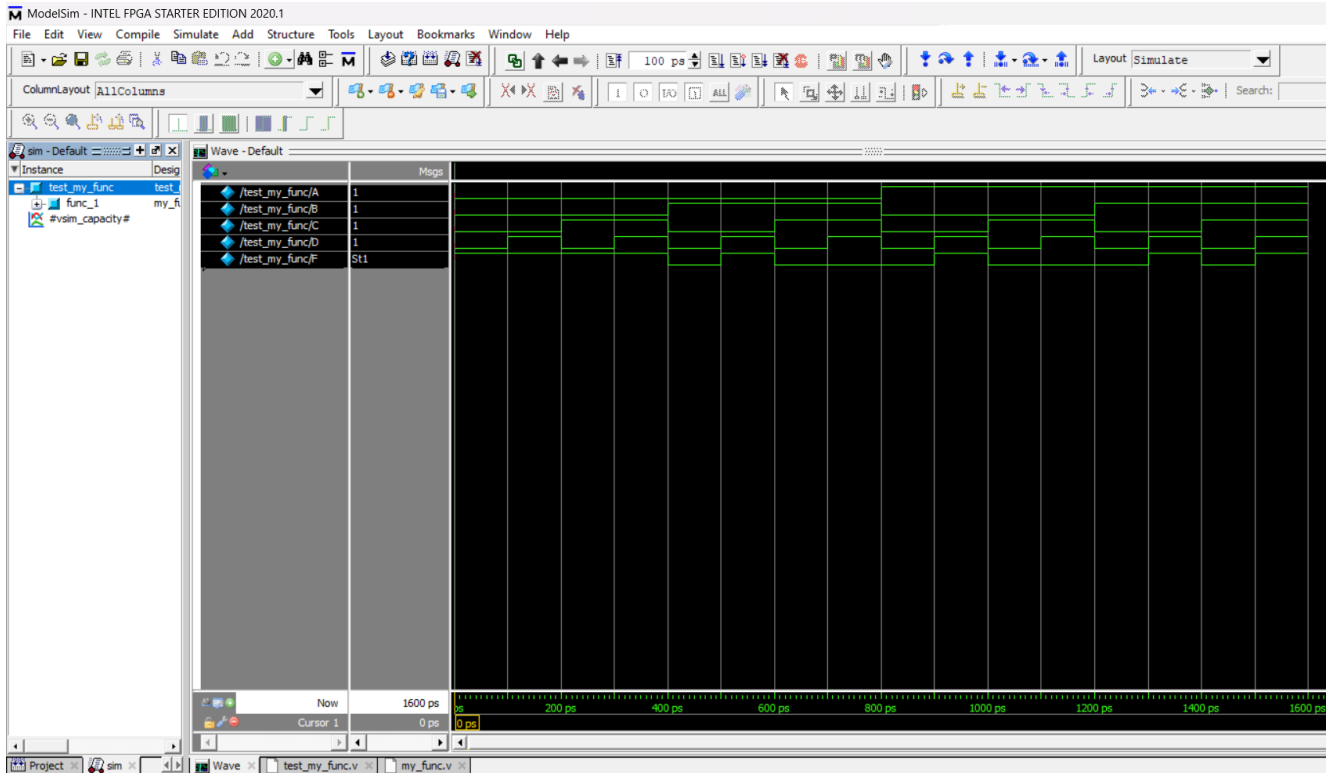 ModelSim - INTEL FPGA STARTER EDITION 2020.1
File Edit View Compile Simulate Add Structure Tools Layout Bookmarks Window Help
100 ps
Layout Simulate
ColumnLayout AllColumns
Search:
sim - Default
Wave - Default
Instance Desig
Msgs
test_my_func test_
func_1 my_fu
#vsim_capacity#
/test_my_func/A 1
/test_my_func/B 1
/test_my_func/C 1
/test_my_func/D 1
/test_my_func/F St1
Now 1600 ps
ps 200 ps 400 ps 600 ps 800 ps 1000 ps 1200 ps 1400 ps 1600 ps
Cursor 1 0 ps 0 ps
Project sim Wave test_my_func.v my_func.v